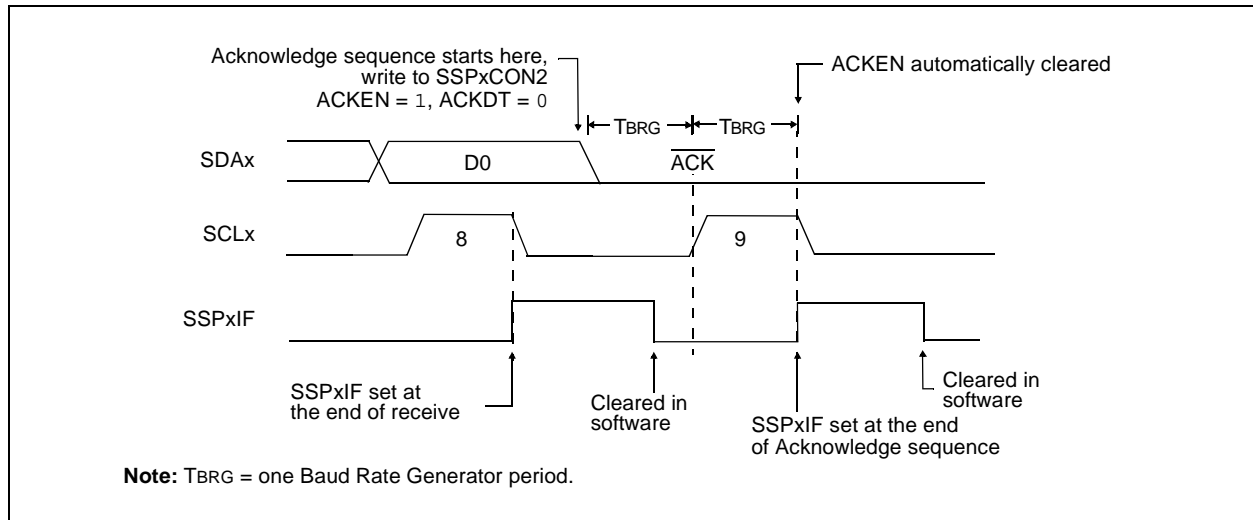 Acknowledge sequence starts here,
write to SSPxCON2
ACKEN = 1, ACKDT = 0
ACKEN automatically cleared
TBRG
TBRG
SDAx
D0
ACK
SCLx
8
9
SSPxIF
SSPxIF set at
the end of receive
Cleared in
software
SSPxIF set at the end
of Acknowledge sequence
Cleared in
software
Note: TBRG = one Baud Rate Generator period.